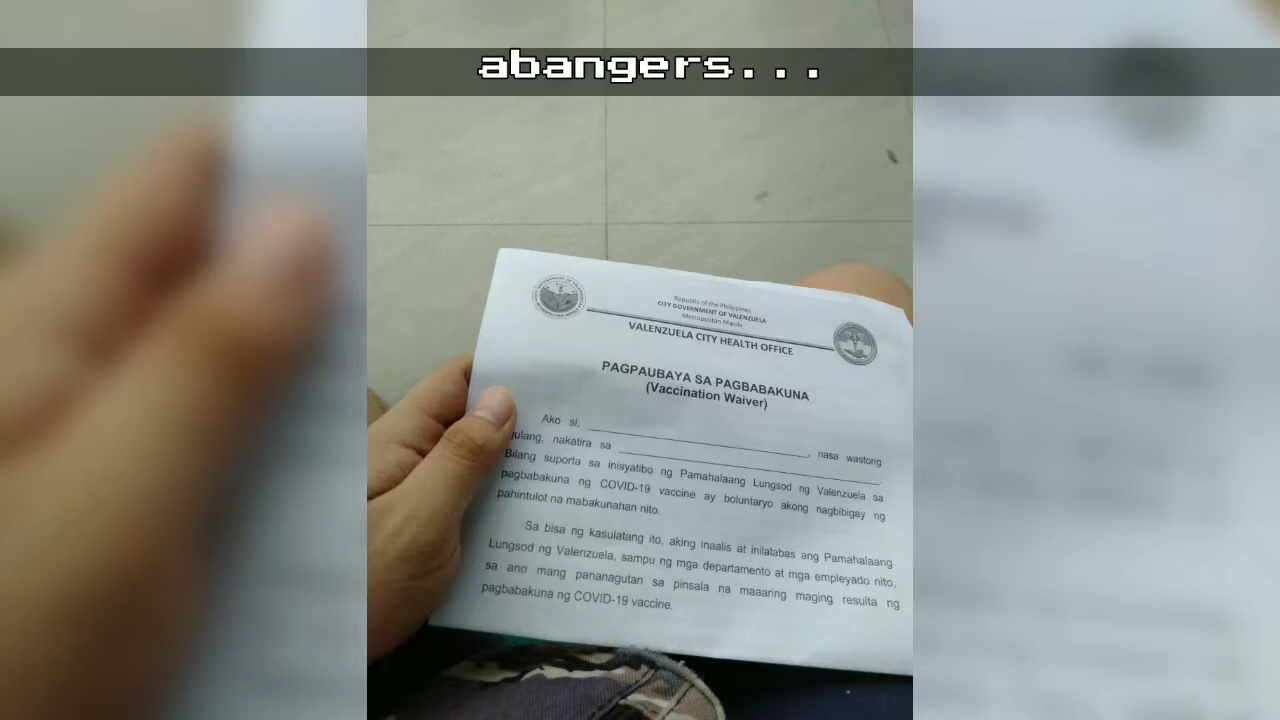 abangers...
Republic of the Philippines
CITY GOVERNMENT OF VALENZUELA
Metropolitan Manila
VALENZUELA CITY HEALTH OFFICE
PAGPAUBAYA SA PAGBABAKUNA
(Vaccination Waiver)
Ako si, ____________________, nasa wastong
gulang, nakatira sa ____________________.
Bilang suporta sa inisyatibo ng Pamahalaang Lungsod ng Valenzuela sa
pagbabakuna ng COVID-19 vaccine ay boluntaryo akong nagbibigay ng
pahintulot na mabakunahan nito.
Sa bisa ng kasulatang ito, aking inaalis at inilalabas ang Pamahalaang
Lungsod ng Valenzuela, sampu ng mga departamento at mga empleyado nito,
sa ano mang pananagutan sa pinsala na maaaring maging resulta ng
pagbabakuna ng COVID-19 vaccine.